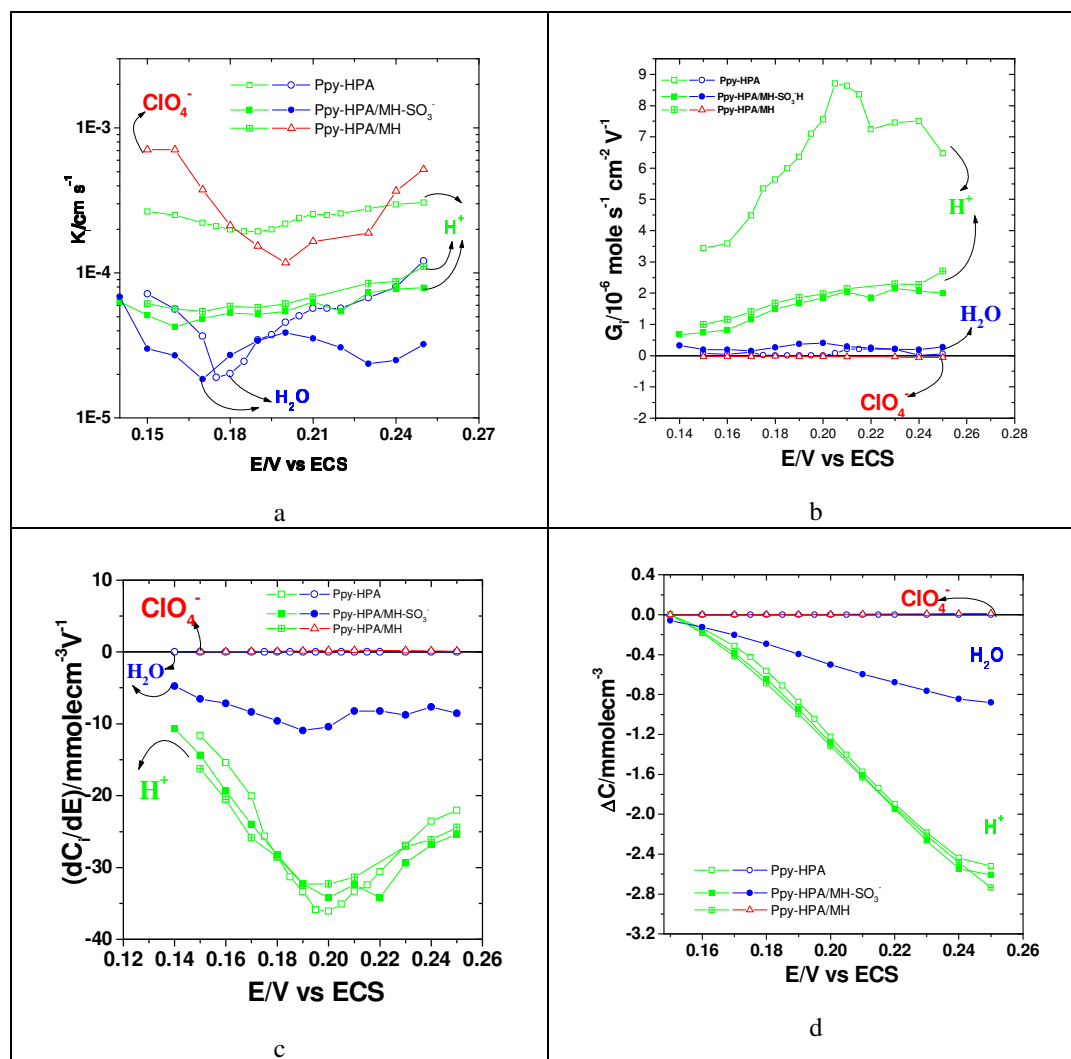 1E-3
1E-4
1E-5
K_i/cm s⁻¹
0.15 0.18 0.21 0.24 0.27
E/V vs ECS
Ppy-HPA
Ppy-HPA/MH-SO₃⁻
Ppy-HPA/MH
ClO₄⁻
H⁺
H₂O
a
9
8
7
6
5
4
3
2
1
0
-1
-2
G_i/10⁻⁶ mole s⁻¹ cm⁻² V⁻¹
0.14 0.16 0.18 0.20 0.22 0.24 0.26 0.28
E/V vs ECS
Ppy-HPA
Ppy-HPA/MH-SO₃⁻H
Ppy-HPA/MH
H⁺
H₂O
ClO₄⁻
b
10
0
-10
-20
-30
-40
(dC_i/dE)/mmolecm⁻³V⁻¹
0.12 0.14 0.16 0.18 0.20 0.22 0.24 0.26
E/V vs ECS
Ppy-HPA
Ppy-HPA/MH-SO₃⁻
Ppy-HPA/MH
ClO₄⁻
H₂O
H⁺
c
0.4
0.0
-0.4
-0.8
-1.2
-1.6
-2.0
-2.4
-2.8
-3.2
ΔC/mmolecm⁻³
0.16 0.18 0.20 0.22 0.24 0.26
E/V vs ECS
ClO₄⁻
H₂O
H⁺
Ppy-HPA
Ppy-HPA/MH-SO₃⁻
Ppy-HPA/MH
d